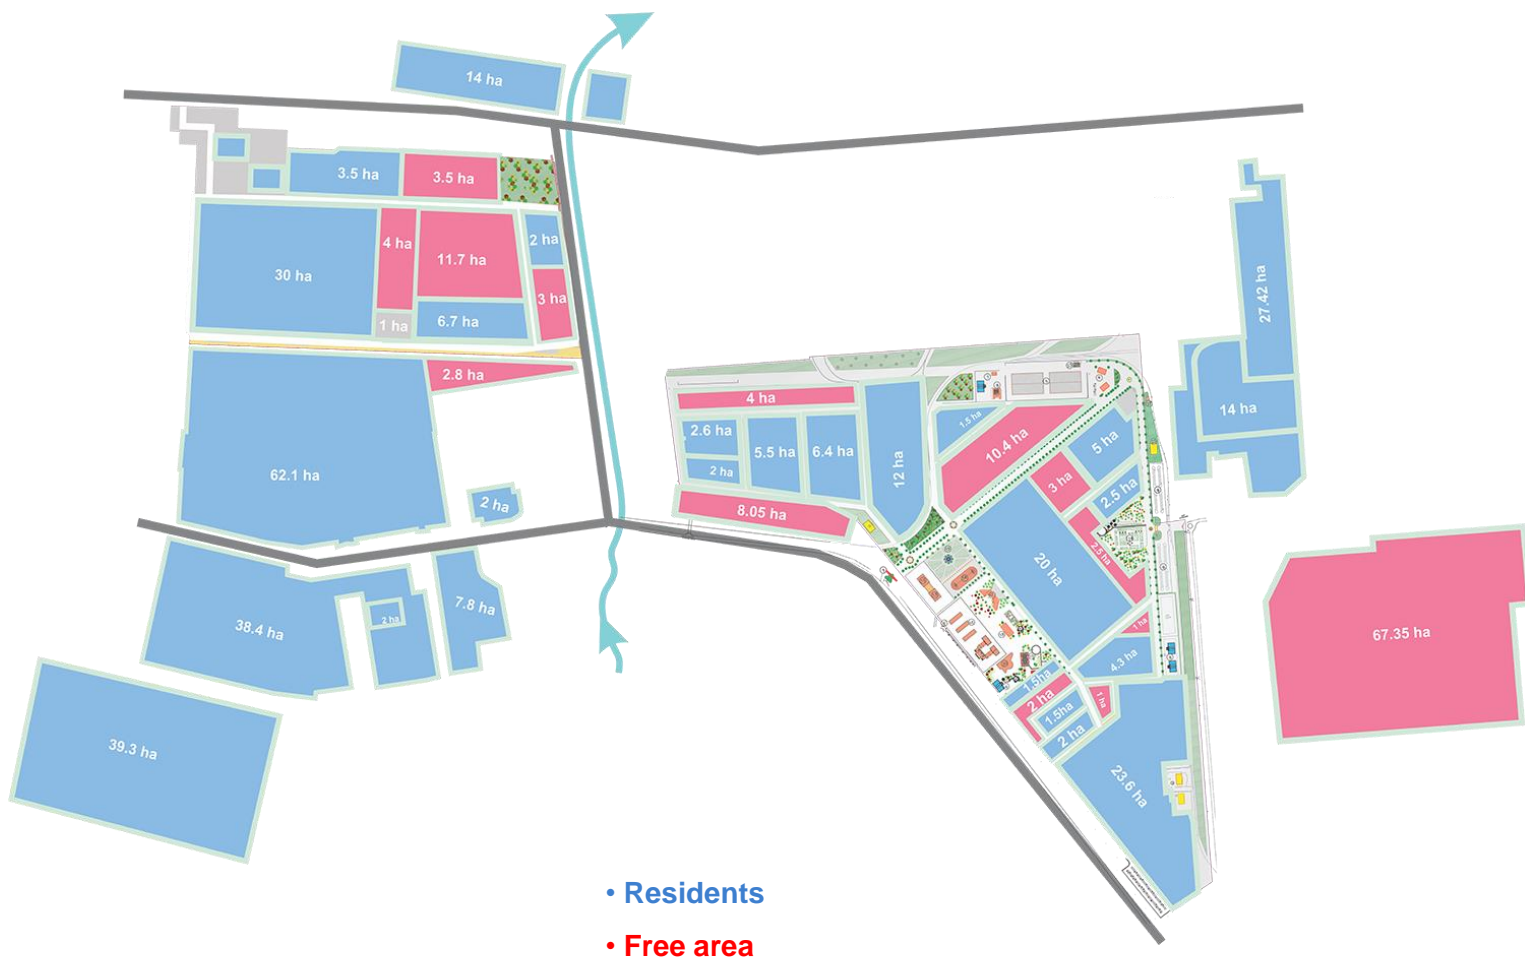 14 ha
3.5 ha
3.5 ha
30 ha
4 ha
11.7 ha
2 ha
3 ha
1 ha
6.7 ha
2.8 ha
62.1 ha
2 ha
38.4 ha
2 ha
7.8 ha
39.3 ha
4 ha
2.6 ha
2 ha
5.5 ha
6.4 ha
12 ha
8.05 ha
1.5 ha
10.4 ha
5 ha
3 ha
2.5 ha
2.5 ha
20 ha
1 ha
4.3 ha
1.5ha
2 ha
1.5ha
2 ha
1 ha
23.6 ha
27.42 ha
14 ha
67.35 ha
• Residents
• Free area